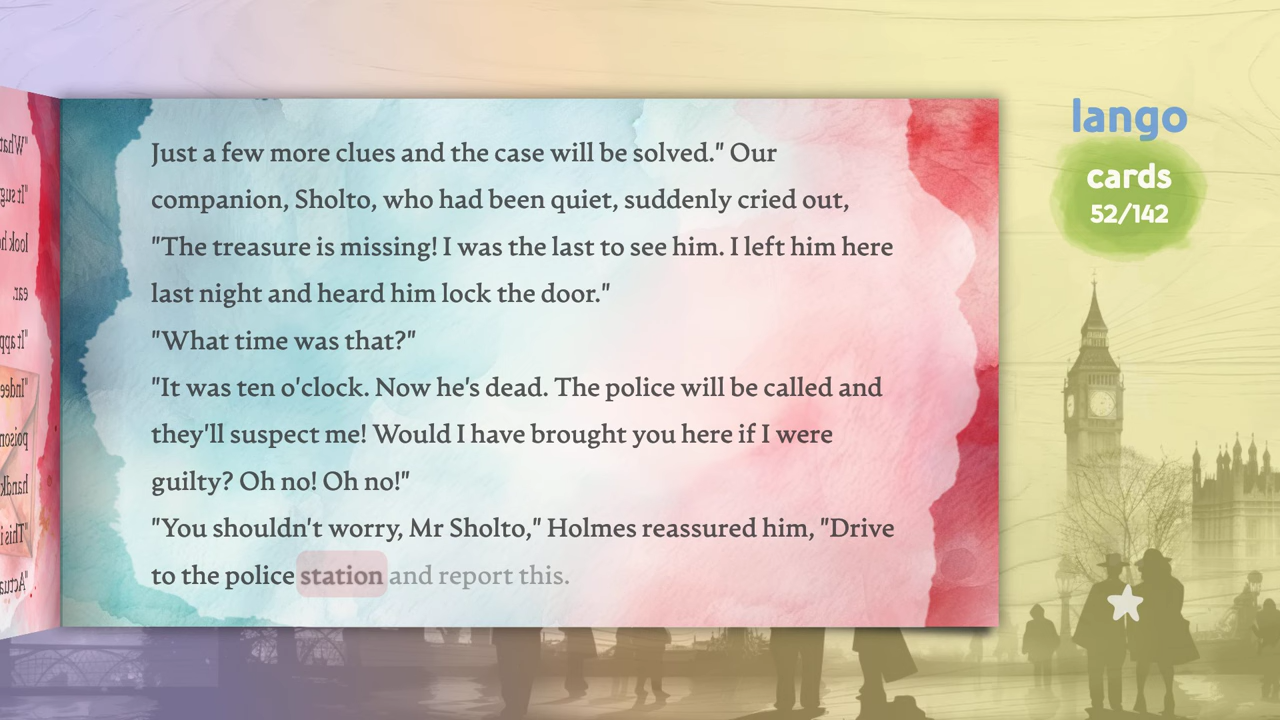 Just a few more clues and the case will be solved." Our
companion, Sholto, who had been quiet, suddenly cried out,
"The treasure is missing! I was the last to see him. I left him here
last night and heard him lock the door."
"What time was that?"
"It was ten o'clock. Now he's dead. The police will be called and
they'll suspect me! Would I have brought you here if I were
guilty? Oh no! Oh no!"
"You shouldn't worry, Mr Sholto," Holmes reassured him, "Drive
to the police station and report this.
lango
cards
52/142